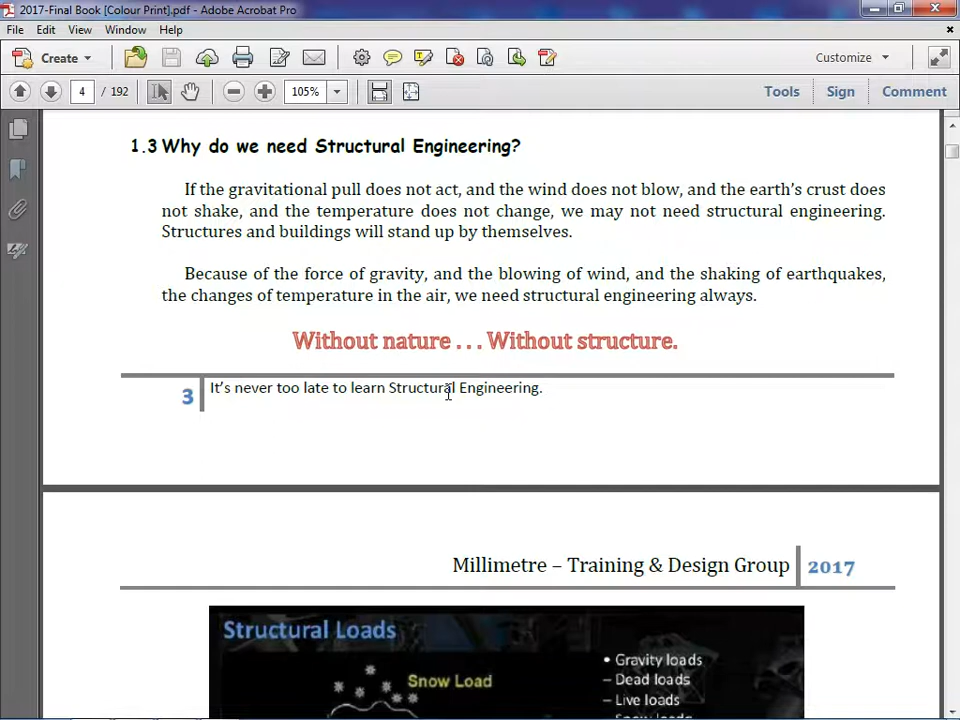 2017-Final Book [Colour Print].pdf - Adobe Acrobat Pro
File Edit View Window Help
Create Customize
4 / 192 105% Tools Sign Comment
1.3 Why do we need Structural Engineering?
If the gravitational pull does not act, and the wind does not blow, and the earth's crust does
not shake, and the temperature does not change, we may not need structural engineering.
Structures and buildings will stand up by themselves.
Because of the force of gravity, and the blowing of wind, and the shaking of earthquakes,
the changes of temperature in the air, we need structural engineering always.
Without nature . . . Without structure.
3 It's never too late to learn Structural Engineering.
Millimetre – Training & Design Group 2017
Structural Loads
• Gravity loads
Snow Load – Dead loads
– Live loads
– Snow loads